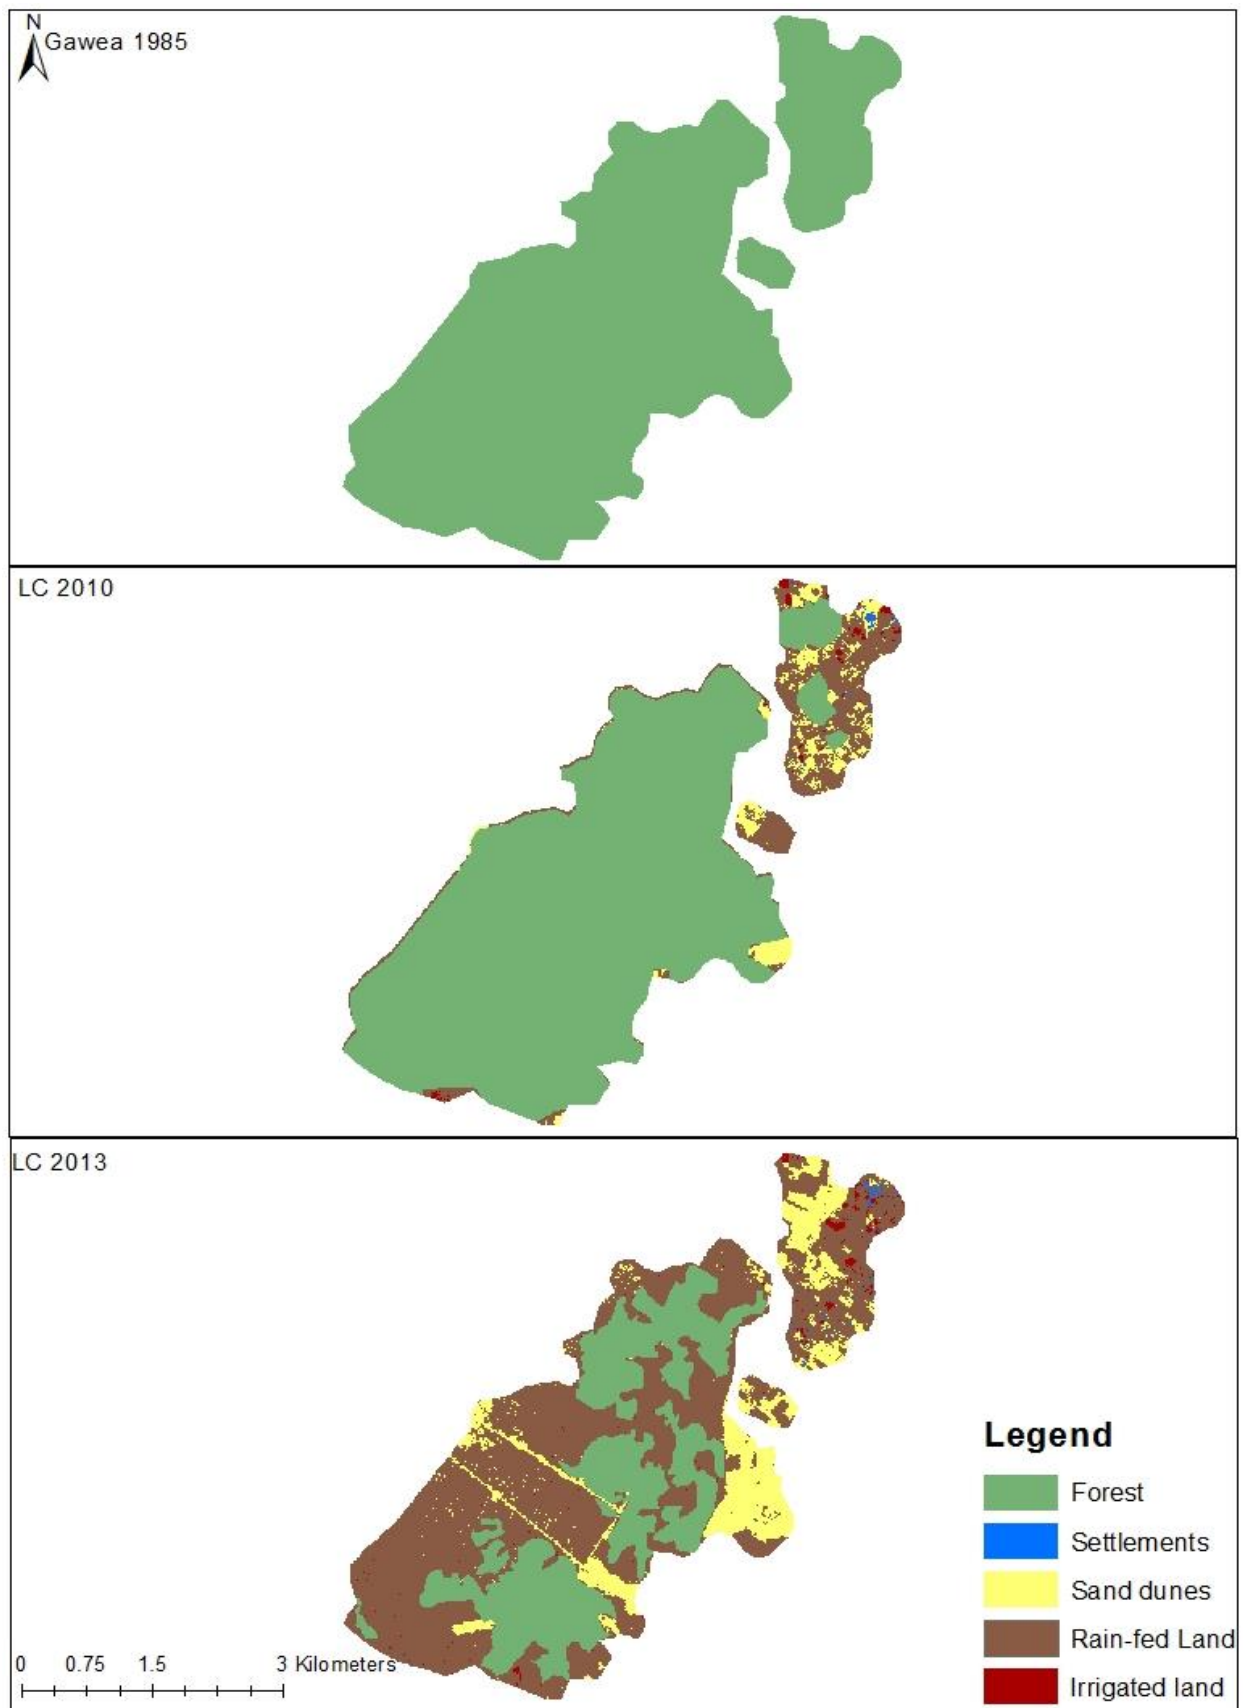 N
Gawea 1985
LC 2010
LC 2013
Legend
Forest
Settlements
Sand dunes
Rain-fed Land
Irrigated land
0 0.75 1.5 3 Kilometers